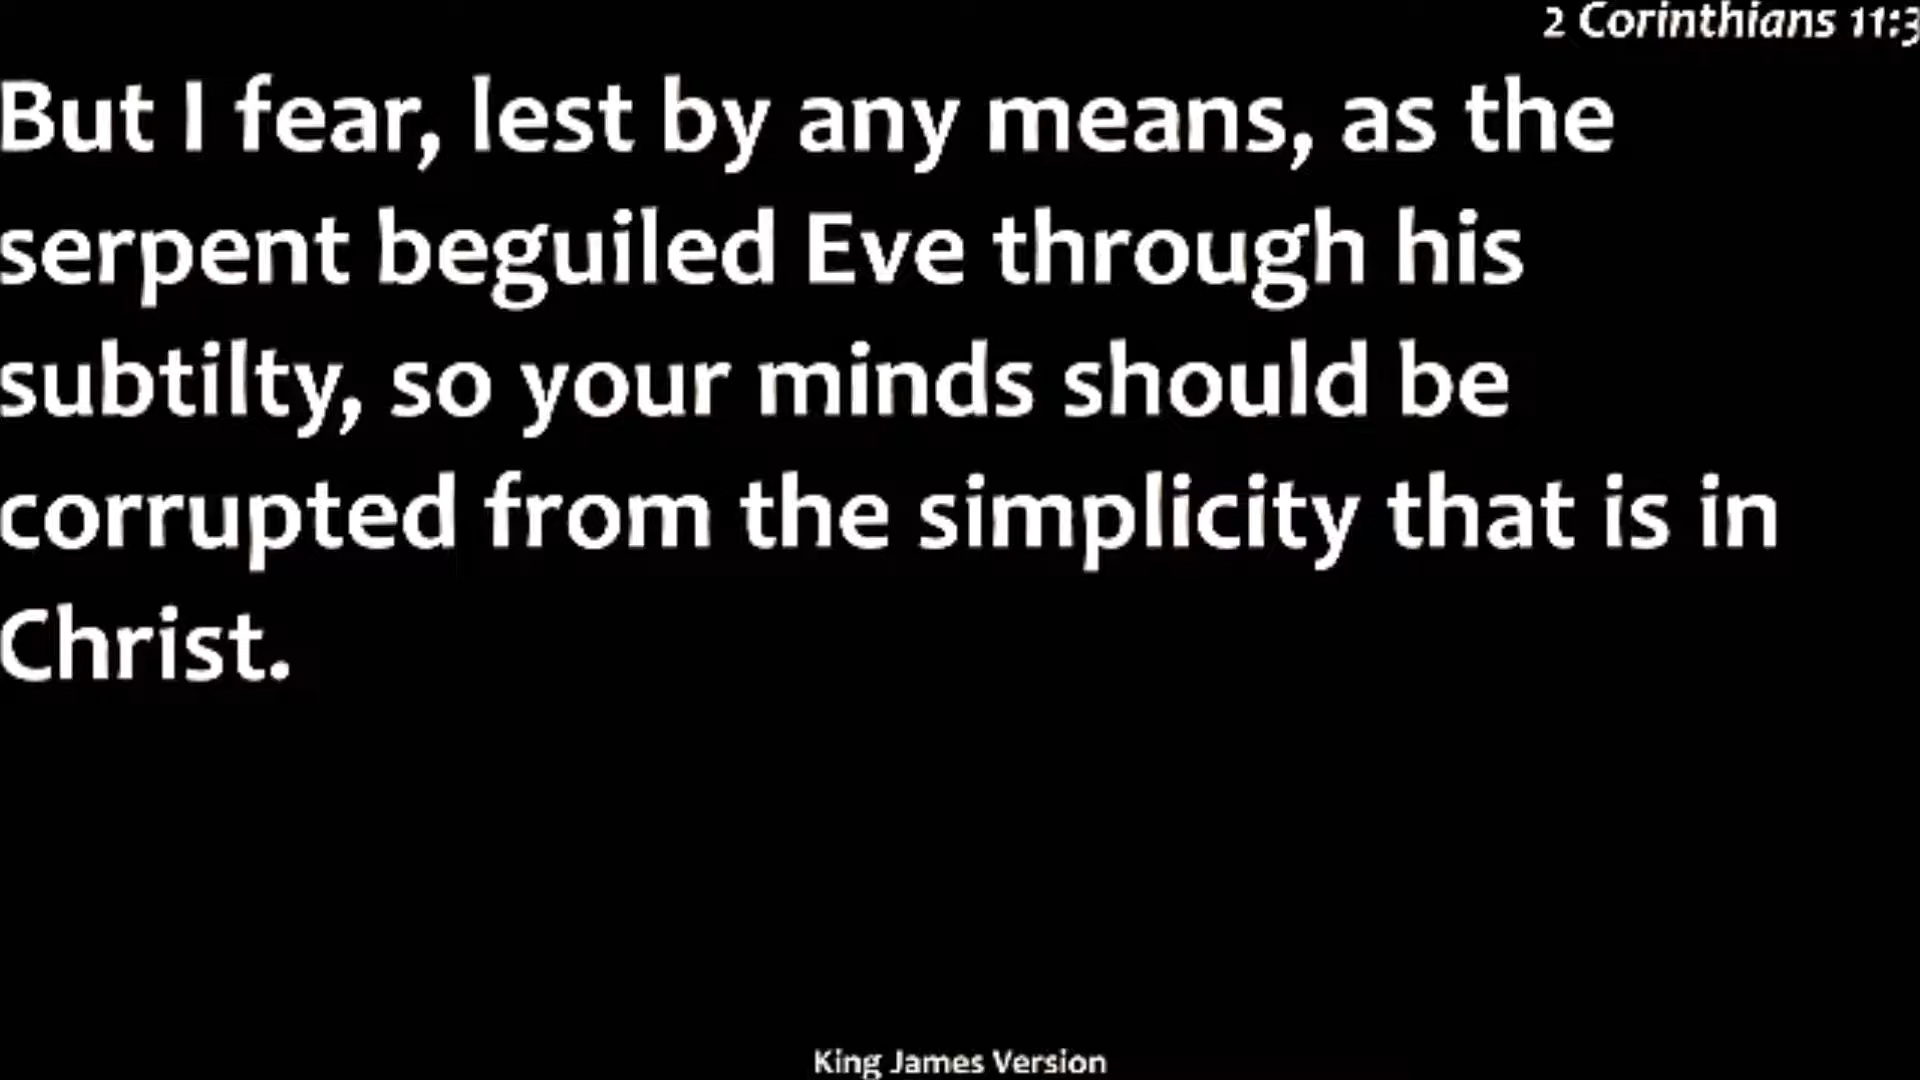 2 Corinthians 11:3
But I fear, lest by any means, as the
serpent beguiled Eve through his
subtilty, so your minds should be
corrupted from the simplicity that is in
Christ.
King James Version